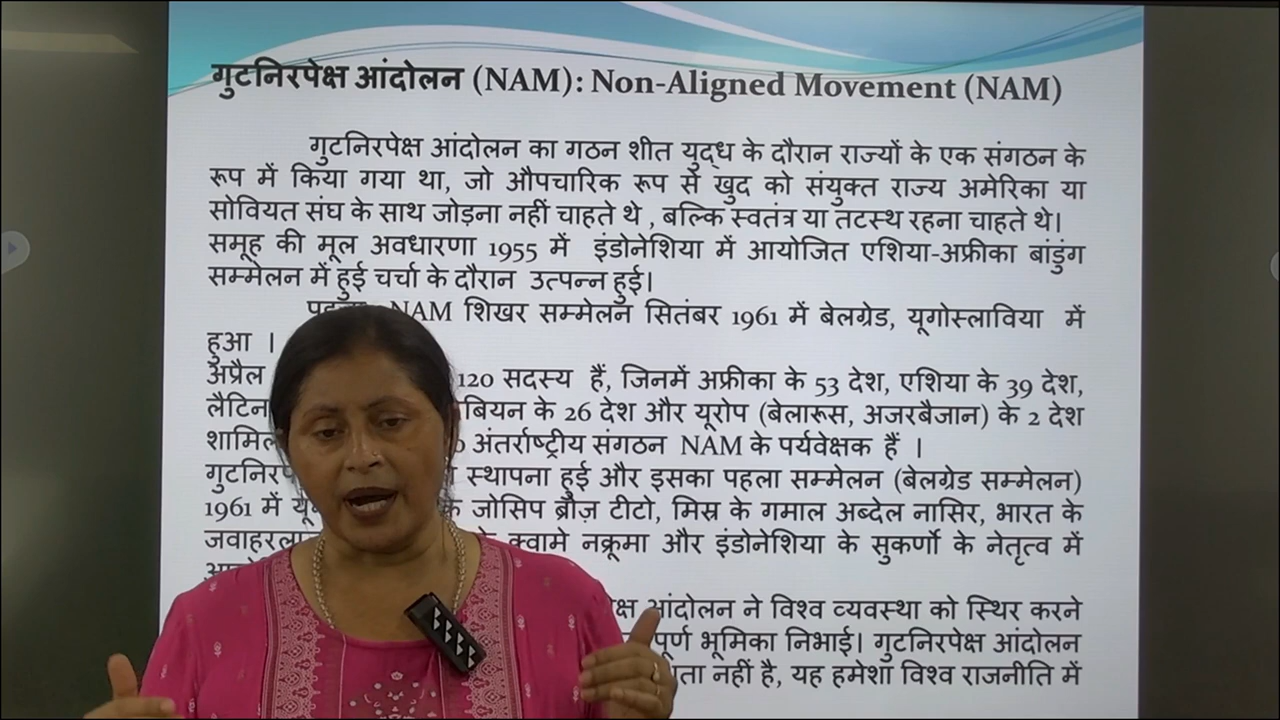 गुटनिरपेक्ष आंदोलन (NAM): Non-Aligned Movement (NAM)
गुटनिरपेक्ष आंदोलन का गठन शीत युद्ध के दौरान राज्यों के एक संगठन के
रूप में किया गया था, जो औपचारिक रूप से खुद को संयुक्त राज्य अमेरिका या
सोवियत संघ के साथ जोड़ना नहीं चाहते थे , बल्कि स्वतंत्र या तटस्थ रहना चाहते थे।
समूह की मूल अवधारणा 1955 में इंडोनेशिया में आयोजित एशिया-अफ्रीका बांडुंग
सम्मेलन में हुई चर्चा के दौरान उत्पन्न हुई।
NAM शिखर सम्मेलन सितंबर 1961 में बेलग्रेड, यूगोस्लाविया में
हुआ ।
अप्रैल 120 सदस्य हैं, जिनमें अफ्रीका के 53 देश, एशिया के 39 देश,
के 26 देश और यूरोप (बेलारूस, अजरबैजान) के 2 देश
अंतर्राष्ट्रीय संगठन NAM के पर्यवेक्षक हैं ।
स्थापना हुई और इसका पहला सम्मेलन (बेलग्रेड सम्मेलन)
1961 में के जोसिप ब्रौज़ टीटो, मिस्र के गमाल अब्देल नासिर, भारत के
क्वामे नक्रूमा और इंडोनेशिया के सुकर्णो के नेतृत्व में
आंदोलन ने विश्व व्यवस्था को स्थिर करने
भूमिका निभाई। गुटनिरपेक्ष आंदोलन
नहीं है, यह हमेशा विश्व राजनीति में